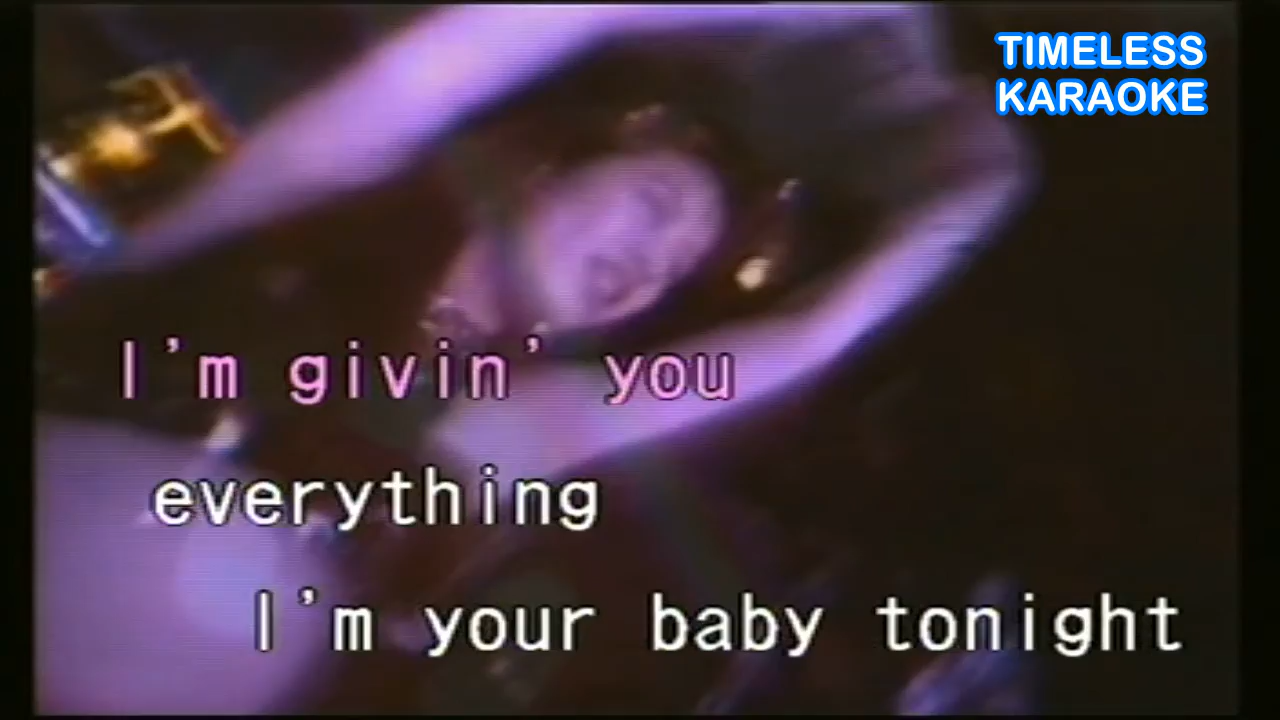 TIMELESS
KARAOKE
I'm givin' you
everything
I'm your baby tonight